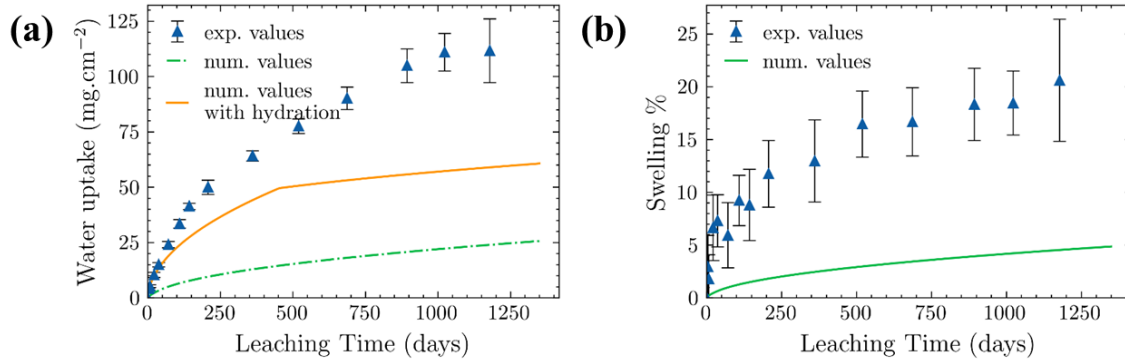 (a)
Water uptake (mg.cm⁻²)
125
100
75
50
25
0
exp. values
num. values
num. values
with hydration
0 250 500 750 1000 1250
Leaching Time (days)
(b)
Swelling %
25
20
15
10
5
0
exp. values
num. values
0 250 500 750 1000 1250
Leaching Time (days)